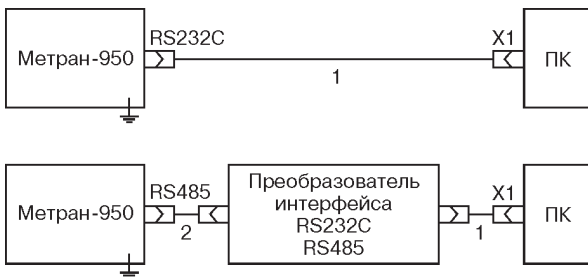 RS232C
X1
Метран-950
ПК
1
RS485
Преобразователь
интерфейса
RS232C
RS485
X1
Метран-950
ПК
2
1